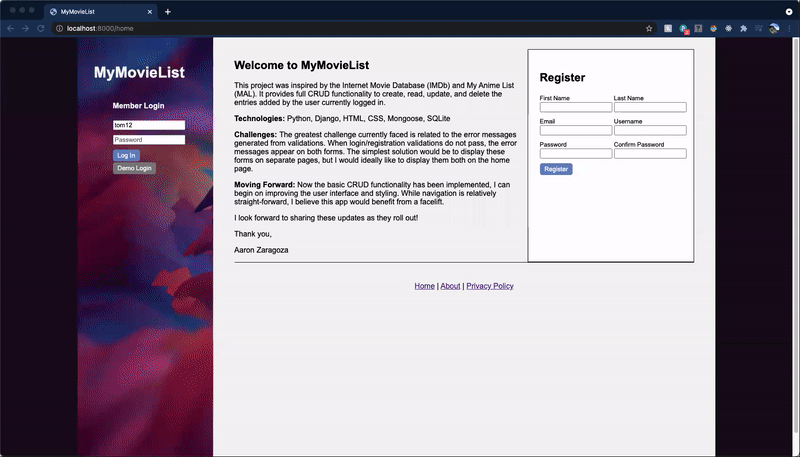 MyMovieList
localhost:8000/home
MyMovieList
Member Login
tom12
Password
Log In
Demo Login
Welcome to MyMovieList
This project was inspired by the Internet Movie Database (IMDb) and My Anime List
(MAL). It provides full CRUD functionality to create, read, update, and delete the
entries added by the user currently logged in.
Technologies: Python, Django, HTML, CSS, Mongoose, SQLite
Challenges: The greatest challenge currently faced is related to the error messages
generated from validations. When login/registration validations do not pass, the error
messages appear on both forms. The simplest solution would be to display these
forms on separate pages, but I would ideally like to display them both on the home
page.
Moving Forward: Now the basic CRUD functionality has been implemented, I can
begin on improving the user interface and styling. While navigation is relatively
straight-forward, I believe this app would benefit from a facelift.
I look forward to sharing these updates as they roll out!
Thank you,
Aaron Zaragoza
Register
First Name Last Name
Email Username
Password Confirm Password
Register
Home | About | Privacy Policy